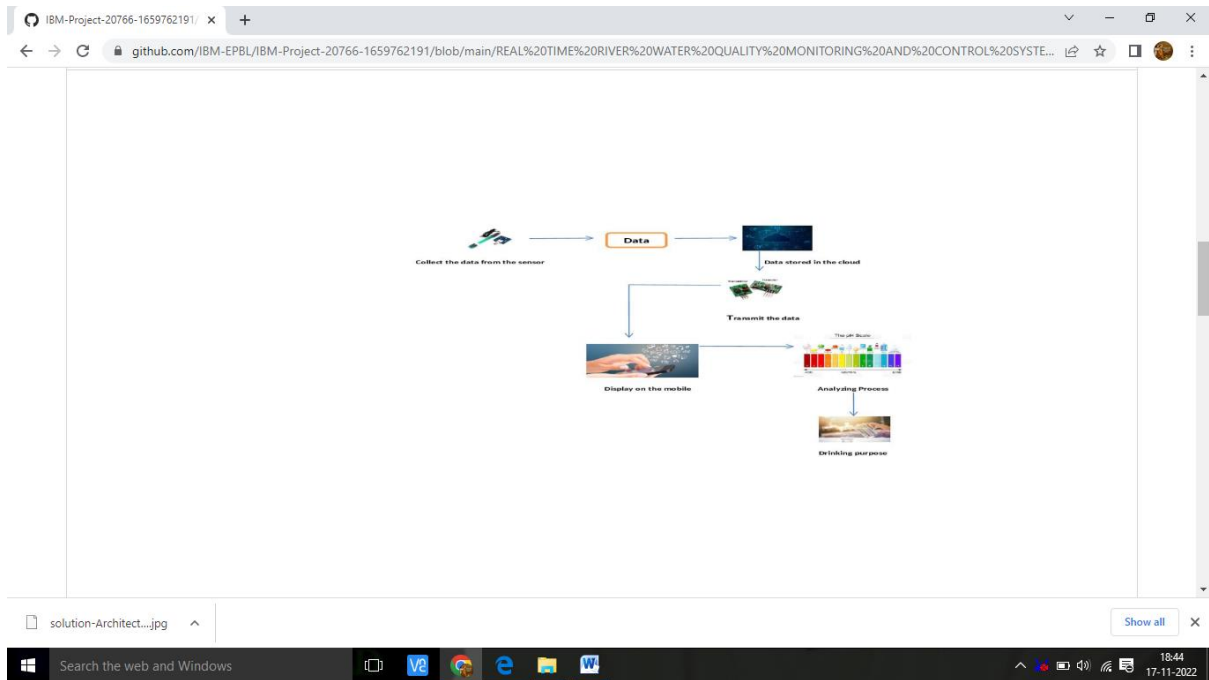 IBM-Project-20766-1659762191/
github.com/IBM-EPBL/IBM-Project-20766-1659762191/blob/main/REAL%20TIME%20RIVER%20WATER%20QUALITY%20MONITORING%20AND%20CONTROL%20SYSTE...
Data
Collect the data from the sensor
Data stored in the cloud
Transmit the data
The pH Scale
Display on the mobile
Analyzing Process
Drinking purpose
solution-Architect....jpg
Show all
Search the web and Windows
18:44
17-11-2022